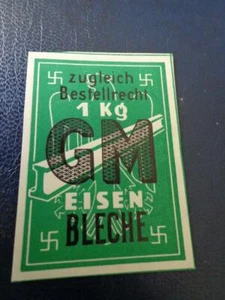 zugleich
Bestellrecht
1 Kg
GM
EISEN
BLECHE